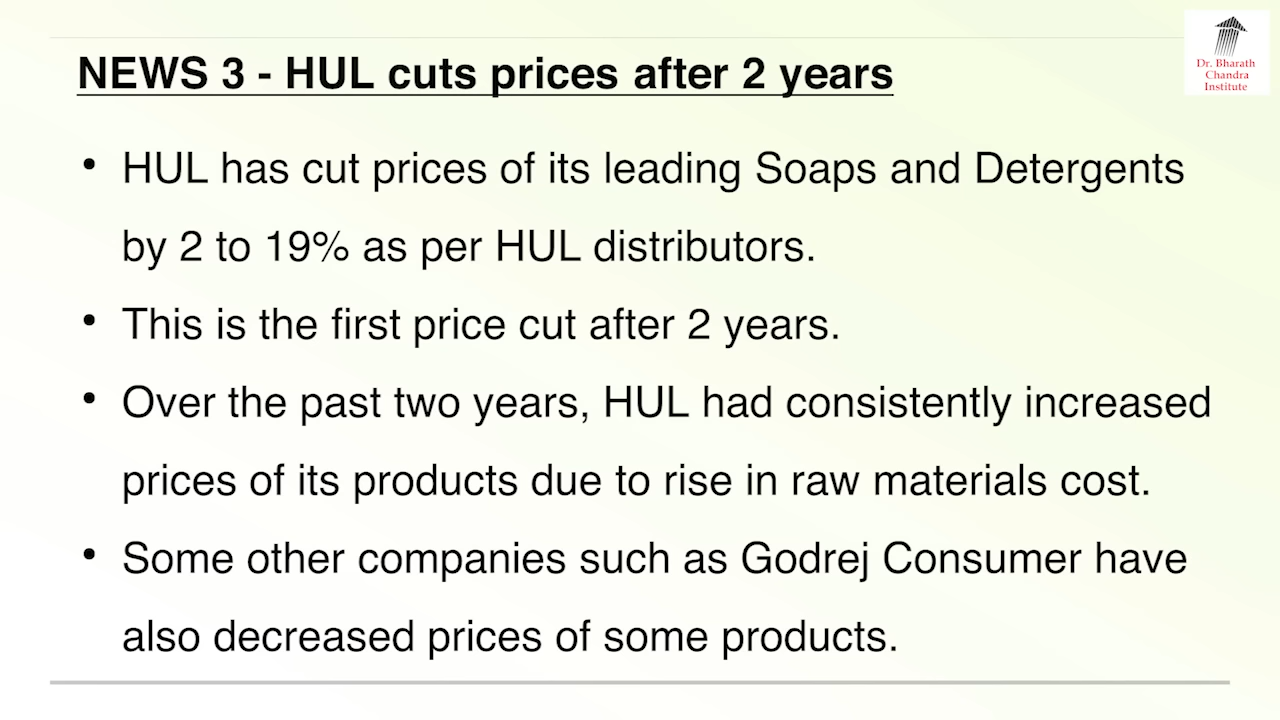 NEWS 3 - HUL cuts prices after 2 years
Dr. Bharath
Chandra
Institute
• HUL has cut prices of its leading Soaps and Detergents
by 2 to 19% as per HUL distributors.
• This is the first price cut after 2 years.
• Over the past two years, HUL had consistently increased
prices of its products due to rise in raw materials cost.
• Some other companies such as Godrej Consumer have
also decreased prices of some products.